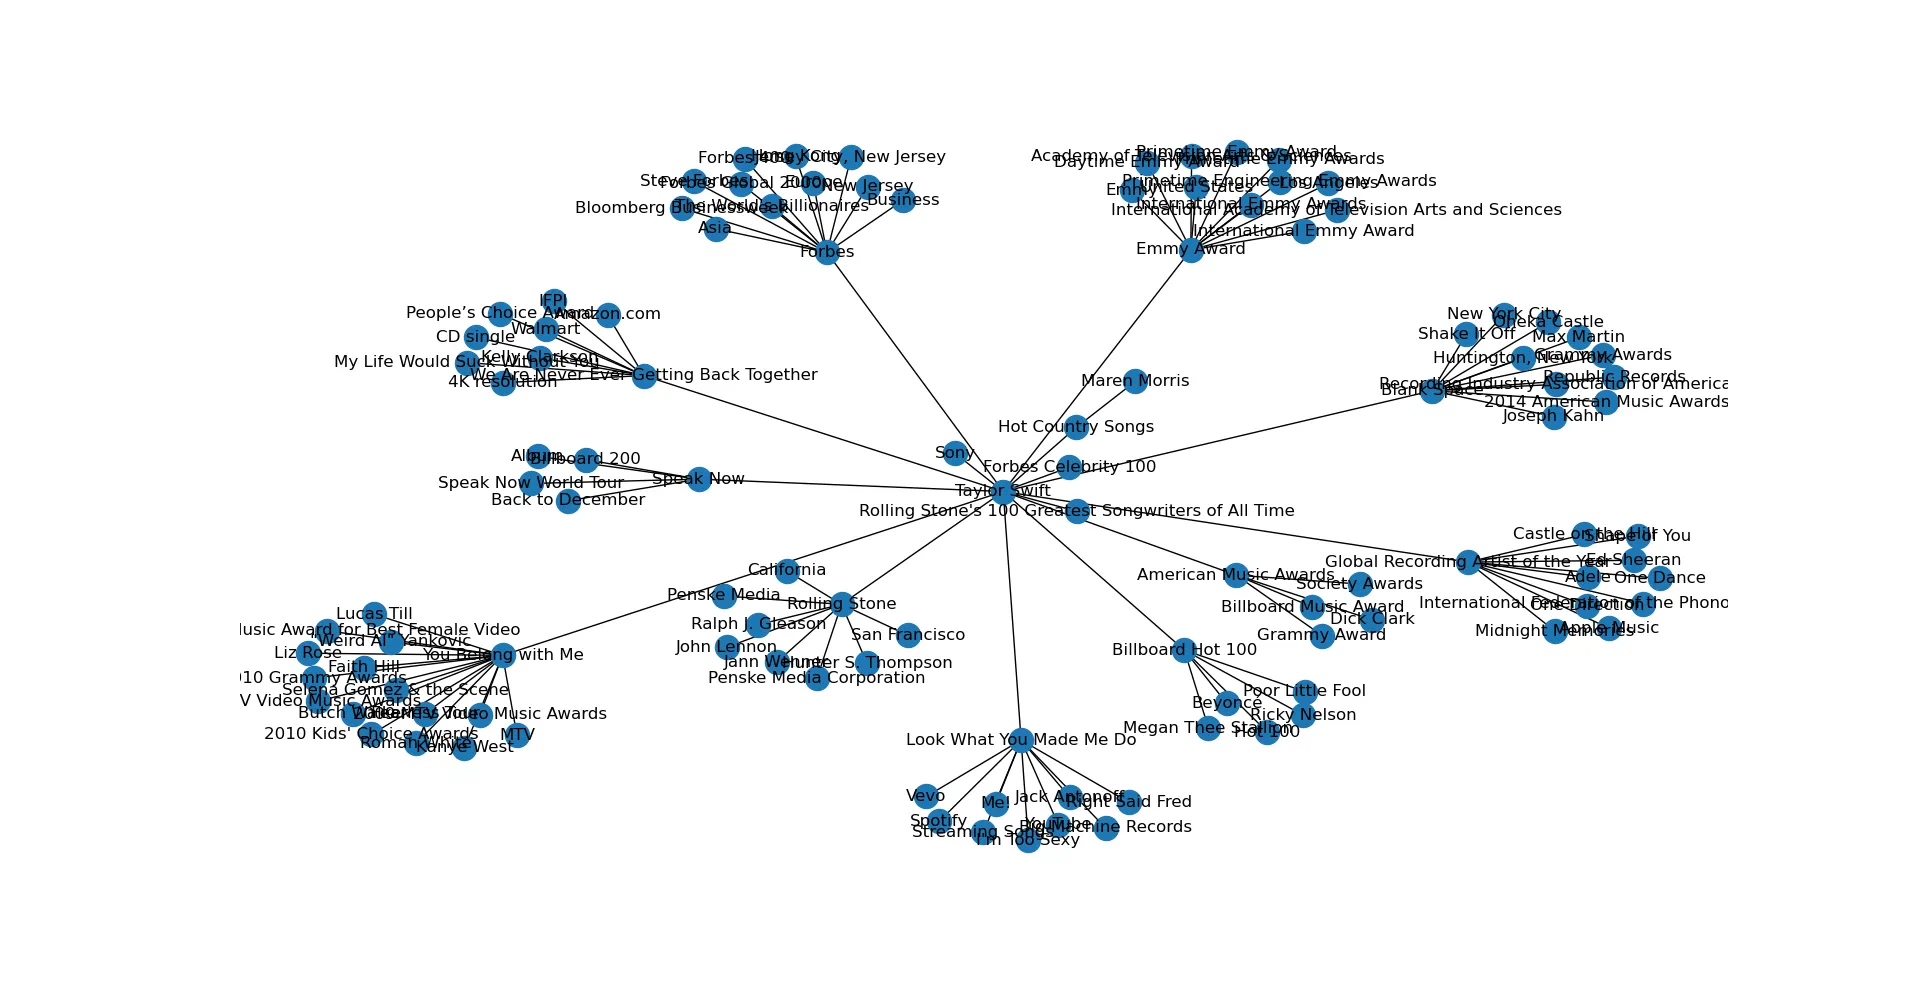 Forbes 400
Jersey City, New Jersey
Steve Forbes
Forbes Global 2000
Europe
New Jersey
Bloomberg Businessweek
The World's Billionaires
Business
Asia
Forbes
Primetime Emmy Award
Daytime Emmy Award
Primetime Emmy Awards
Primetime Engineering Emmy Awards
Los Angeles
Emmy
United States
International Emmy Awards
International Academy of Television Arts and Sciences
International Emmy Award
Emmy Award
IFPI
People’s Choice Award
Amazon.com
Walmart
CD single
Kelly Clarkson
My Life Would Suck Without You
We Are Never Ever Getting Back Together
4K resolution
New York City
Oneka Castle
Shake It Off
Max Martin
Huntington, New York
Grammy Awards
Republic Records
Recording Industry Association of America
Blank Space
2014 American Music Awards
Joseph Kahn
Maren Morris
Hot Country Songs
Sony
Forbes Celebrity 100
Taylor Swift
Rolling Stone's 100 Greatest Songwriters of All Time
Album
Billboard 200
Speak Now
Speak Now World Tour
Back to December
Castle on the Hill
Shape of You
Global Recording Artist of the Year
Ed Sheeran
Adele
One Dance
International Federation of the Phono
One Direction
Midnight Memories
Apple Music
American Music Awards
Society Awards
Billboard Music Award
Dick Clark
Grammy Award
California
Penske Media
Rolling Stone
Ralph J. Gleason
San Francisco
John Lennon
Jann Wenner
Hunter S. Thompson
Penske Media Corporation
Lucas Till
Music Award for Best Female Video
"Weird Al" Yankovic
Liz Rose
You Belong with Me
Faith Hill
010 Grammy Awards
Selena Gomez & the Scene
V Video Music Awards
Butch Walker
2009 MTV Video Music Awards
2010 Kids' Choice Awards
MTV
Roman White
Kanye West
Billboard Hot 100
Poor Little Fool
Beyonce
Ricky Nelson
Megan Thee Stallion
Hot 100
Look What You Made Me Do
Vevo
Me!
Jack Antonoff
Right Said Fred
Spotify
YouTube
Big Machine Records
Streaming Songs
I'm Too Sexy